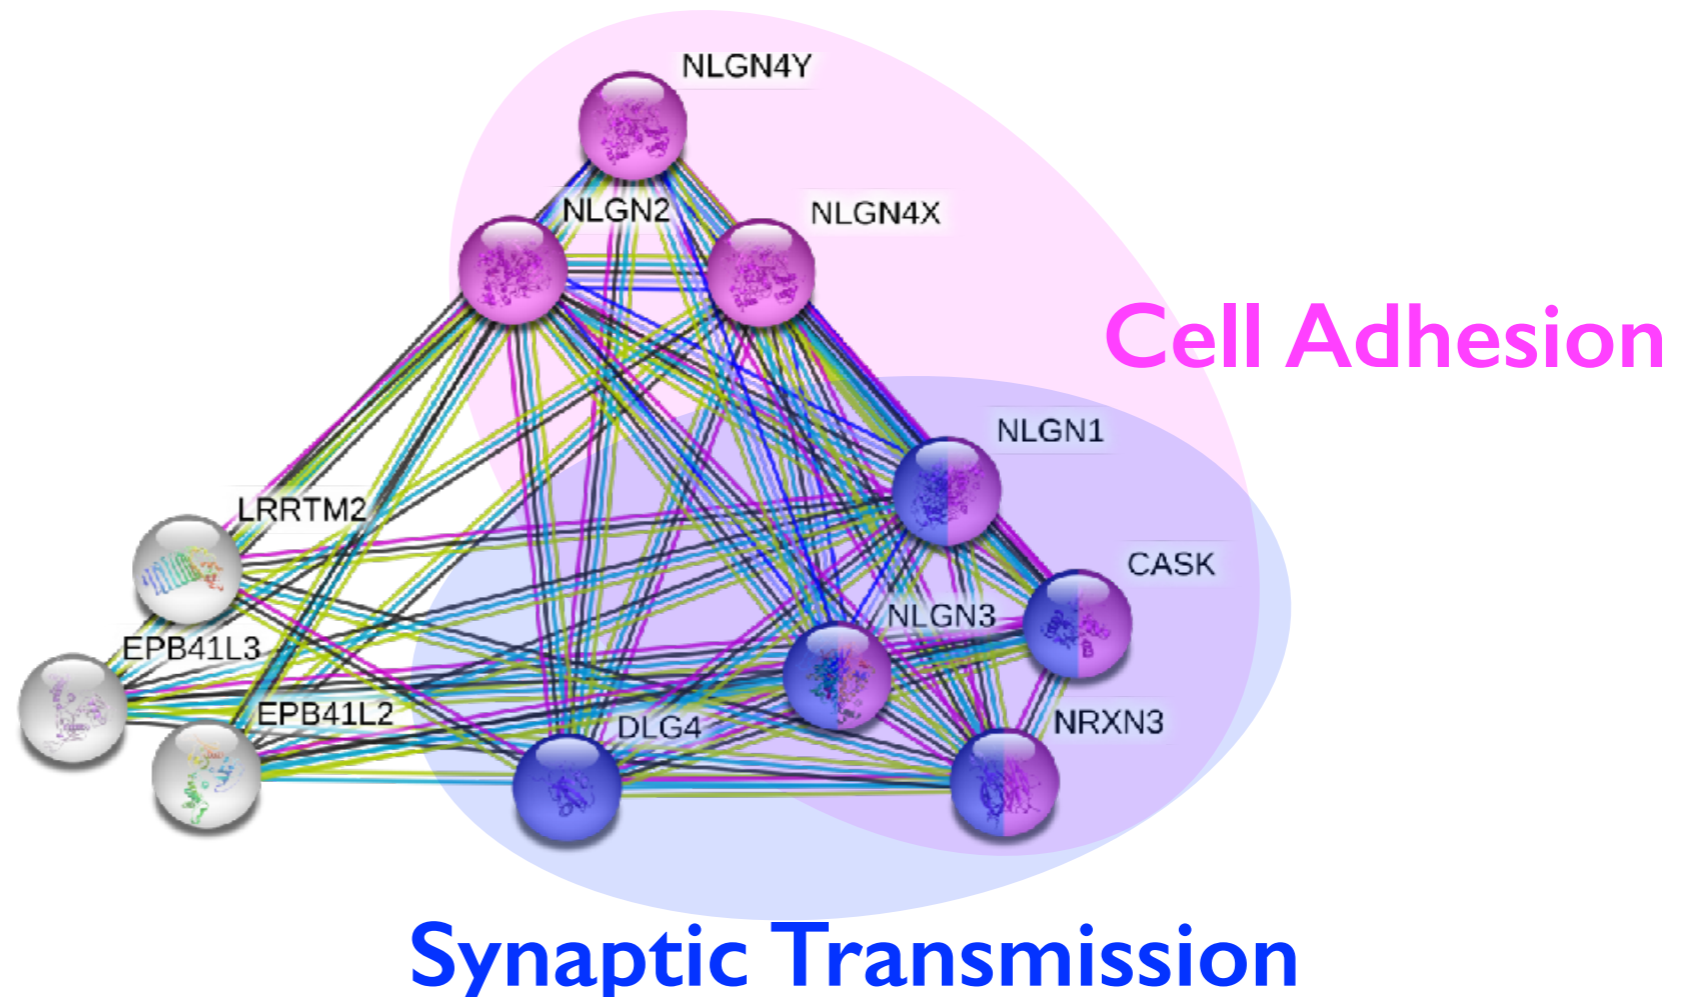 NLGN4Y
NLGN2
NLGN4X
Cell Adhesion
NLGN1
LRRTM2
CASK
NLGN3
EPB41L3
EPB41L2
DLG4
NRXN3
Synaptic Transmission